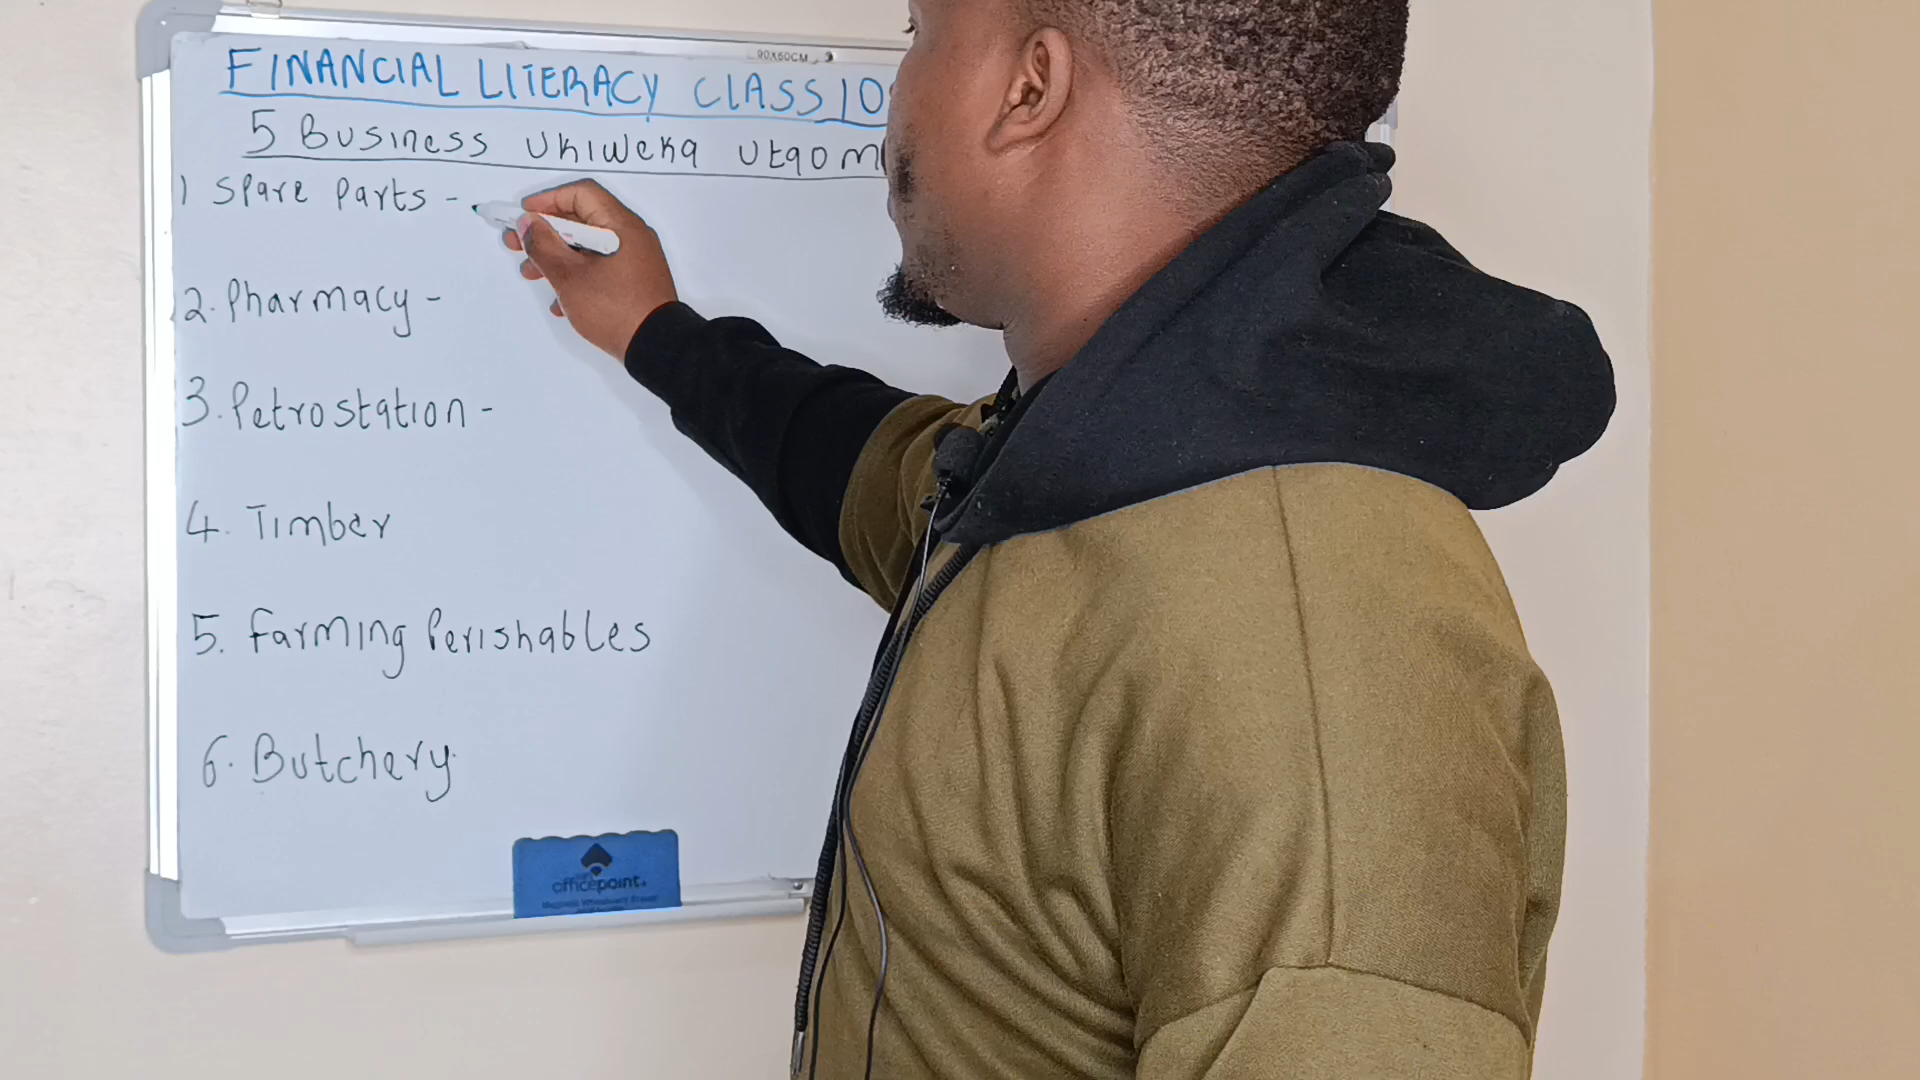 90X60CM
FINANCIAL LITERACY CLASS 10
5 Business Ukiweka Utaom
1 Spare Parts -
2. Pharmacy -
3. Petrostation -
4. Timber
5. Farming Perishables
6. Butchery
officepoint